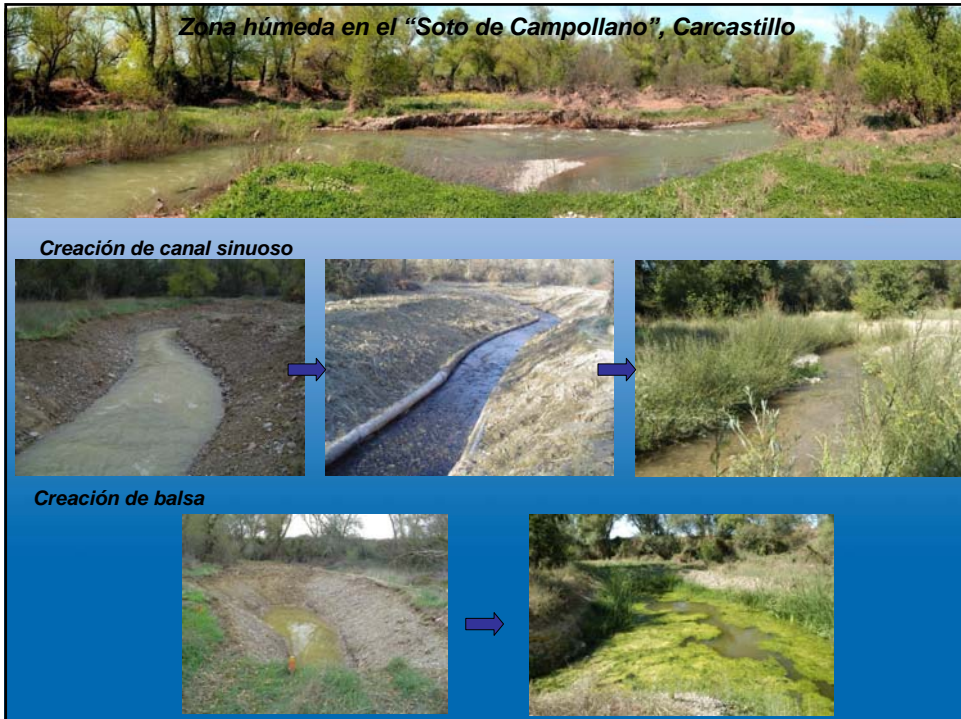 Zona húmeda en el “Soto de Campollano”, Carcastillo
Creación de canal sinuoso
Creación de balsa